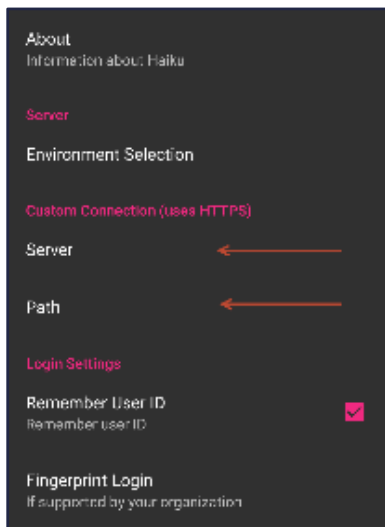 About
Information about Haiku
Server
Environment Selection
Custom Connection (uses HTTPS)
Server
Path
Login Settings
Remember User ID
Remember user ID
Fingerprint Login
If supported by your organization